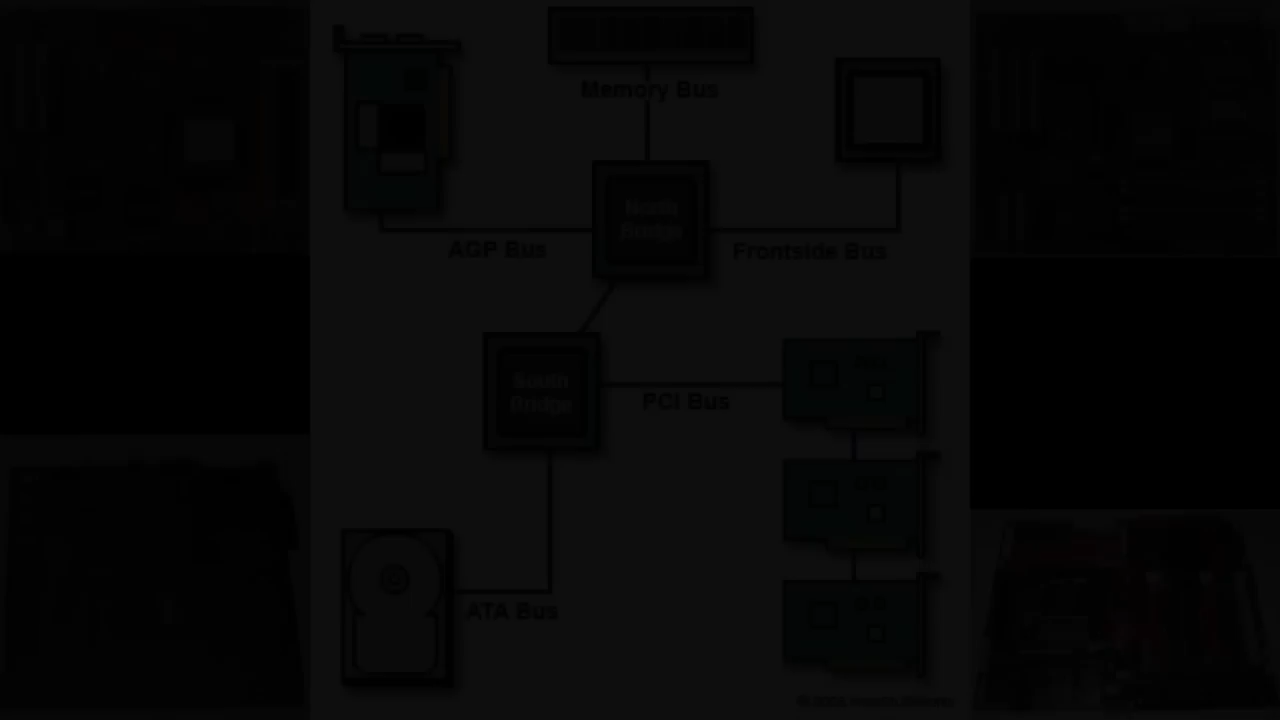 Memory Bus
North
Bridge
AGP Bus
Frontside Bus
South
Bridge
PCI Bus
ATA Bus